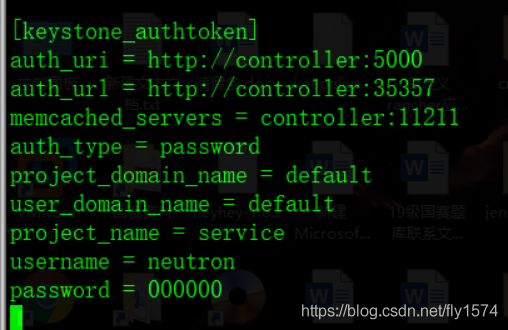 [keystone_authtoken]
auth_uri = http://controller:5000
auth_url = http://controller:35357
memcached_servers = controller:11211
auth_type = password
project_domain_name = default
user_domain_name = default
project_name = service
username = neutron
password = 000000
https://blog.csdn.net/fly1574